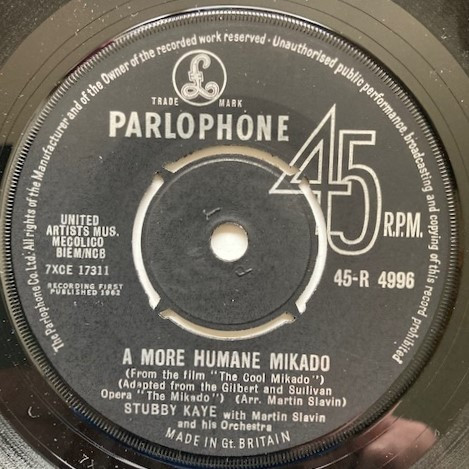 The Parlophone Co. Ltd. All rights of the Manufacturer and of the Owner of the recorded work reserved · Unauthorised public performance, broadcasting and copying of this record prohibited
£
TRADE MARK
PARLOPHONE
45 R.P.M.
UNITED
ARTISTS MUS.
MECOLICO
BIEM/NCB
7XCE 17311
RECORDING FIRST
PUBLISHED 1962
45-R 4996
A MORE HUMANE MIKADO
(From the film "The Cool Mikado")
(Adapted from the Gilbert and Sullivan
Opera "The Mikado") (Arr. Martin Slavin)
STUBBY KAYE with Martin Slavin
and his Orchestra
MADE IN Gt. BRITAIN